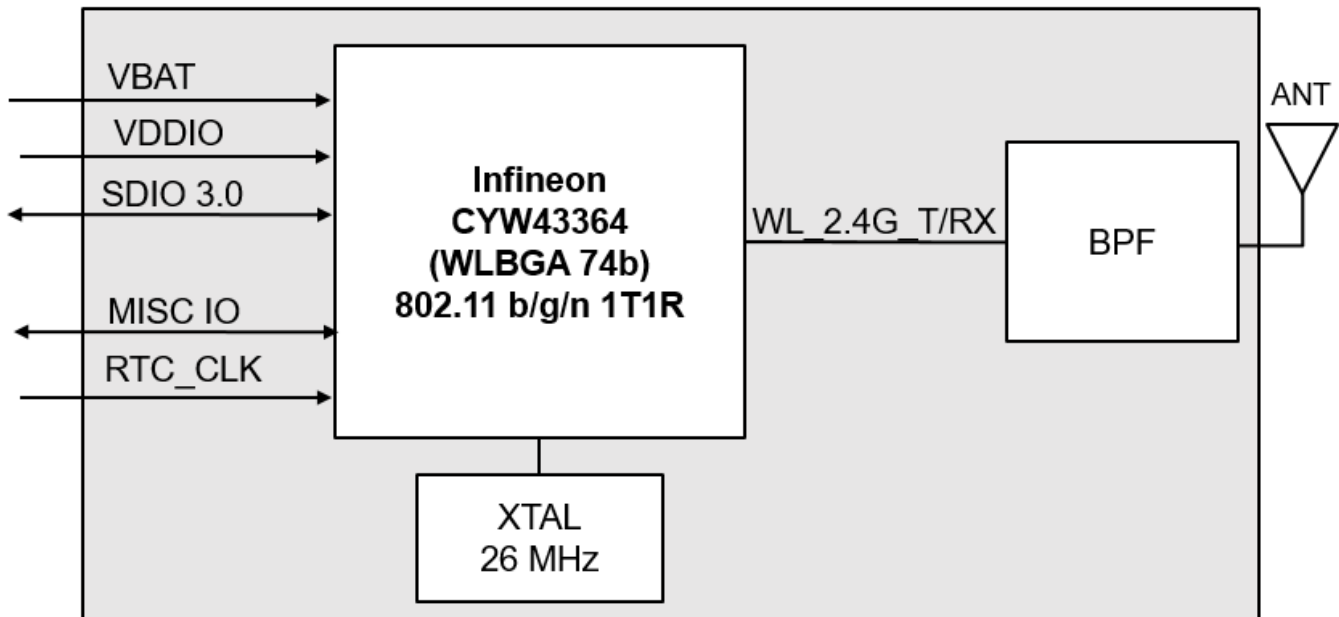 VBAT
VDDIO
SDIO 3.0
MISC IO
RTC_CLK
Infineon
CYW43364
(WLBGA 74b)
802.11 b/g/n 1T1R
XTAL
26 MHz
WL_2.4G_T/RX
BPF
ANT